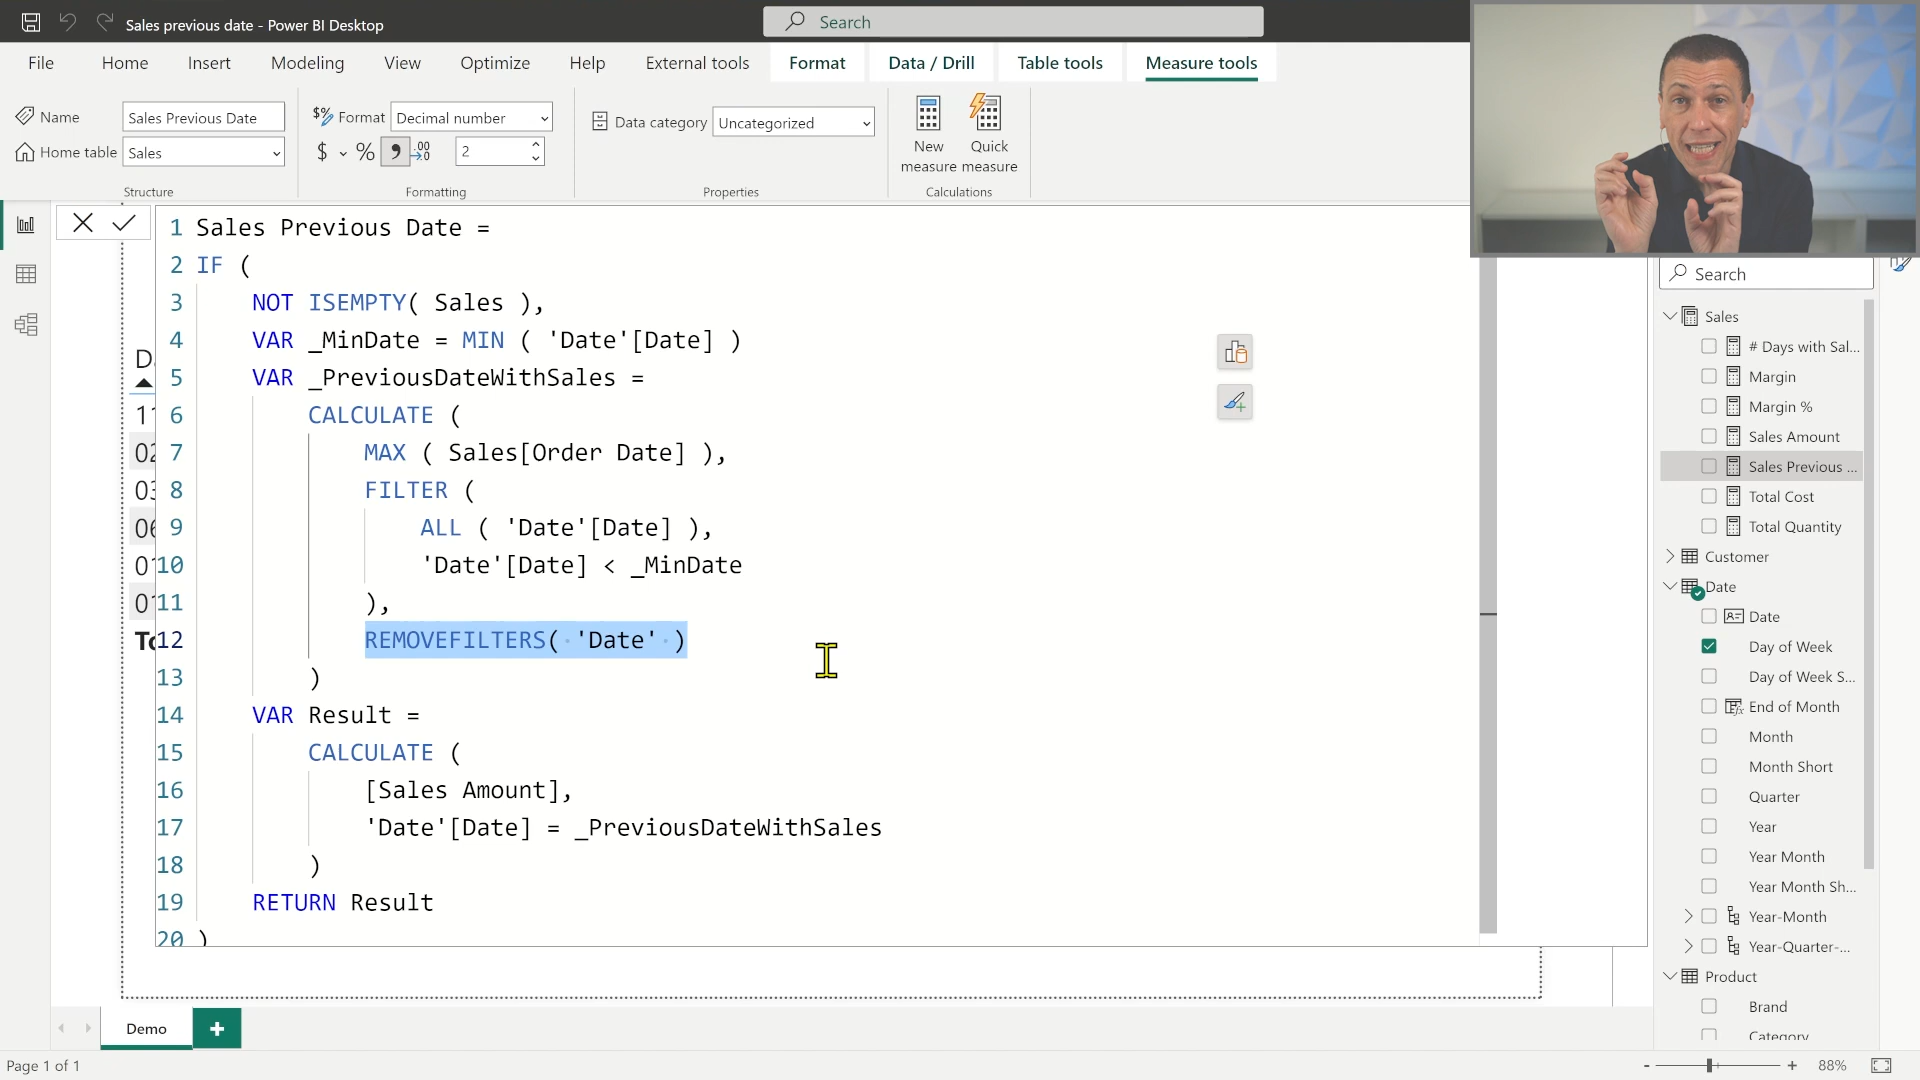 Sales previous date - Power BI Desktop
Search
File Home Insert Modeling View Optimize Help External tools Format Data / Drill Table tools Measure tools
Name Sales Previous Date
Home table Sales
Structure
Format Decimal number
$ % 9 .00 →0 2
Formatting
Data category Uncategorized
Properties
New measure
Quick measure
Calculations
1 Sales Previous Date =
2 IF (
3 NOT ISEMPTY( Sales ),
4 VAR _MinDate = MIN ( 'Date'[Date] )
5 VAR _PreviousDateWithSales =
6 CALCULATE (
7 MAX ( Sales[Order Date] ),
8 FILTER (
9 ALL ( 'Date'[Date] ),
10 'Date'[Date] < _MinDate
11 ),
12 REMOVEFILTERS( 'Date' )
13 )
14 VAR Result =
15 CALCULATE (
16 [Sales Amount],
17 'Date'[Date] = _PreviousDateWithSales
18 )
19 RETURN Result
20 )
Search
Sales
# Days with Sal...
Margin
Margin %
Sales Amount
Sales Previous ...
Total Cost
Total Quantity
Customer
Date
Date
Day of Week
Day of Week S...
End of Month
Month
Month Short
Quarter
Year
Year Month
Year Month Sh...
Year-Month
Year-Quarter-...
Product
Brand
Category
Demo
Page 1 of 1
- + 88%